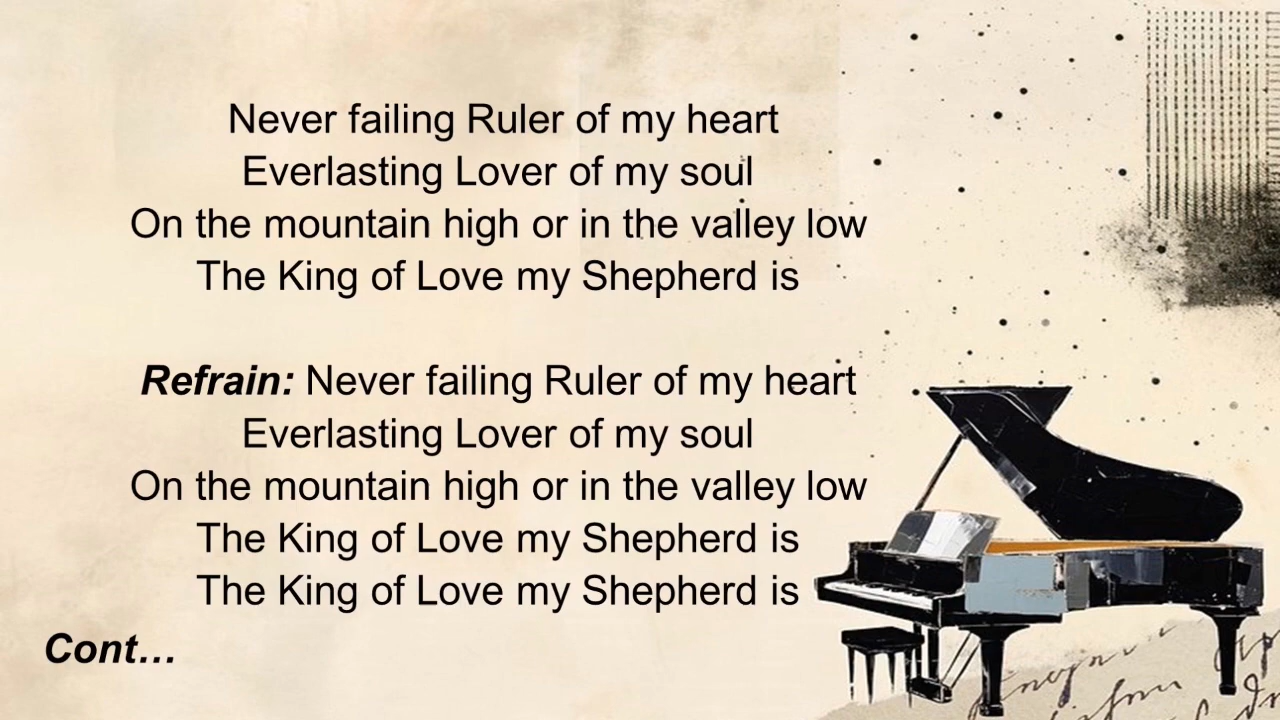 Never failing Ruler of my heart
Everlasting Lover of my soul
On the mountain high or in the valley low
The King of Love my Shepherd is
Refrain: Never failing Ruler of my heart
Everlasting Lover of my soul
On the mountain high or in the valley low
The King of Love my Shepherd is
The King of Love my Shepherd is
Cont…